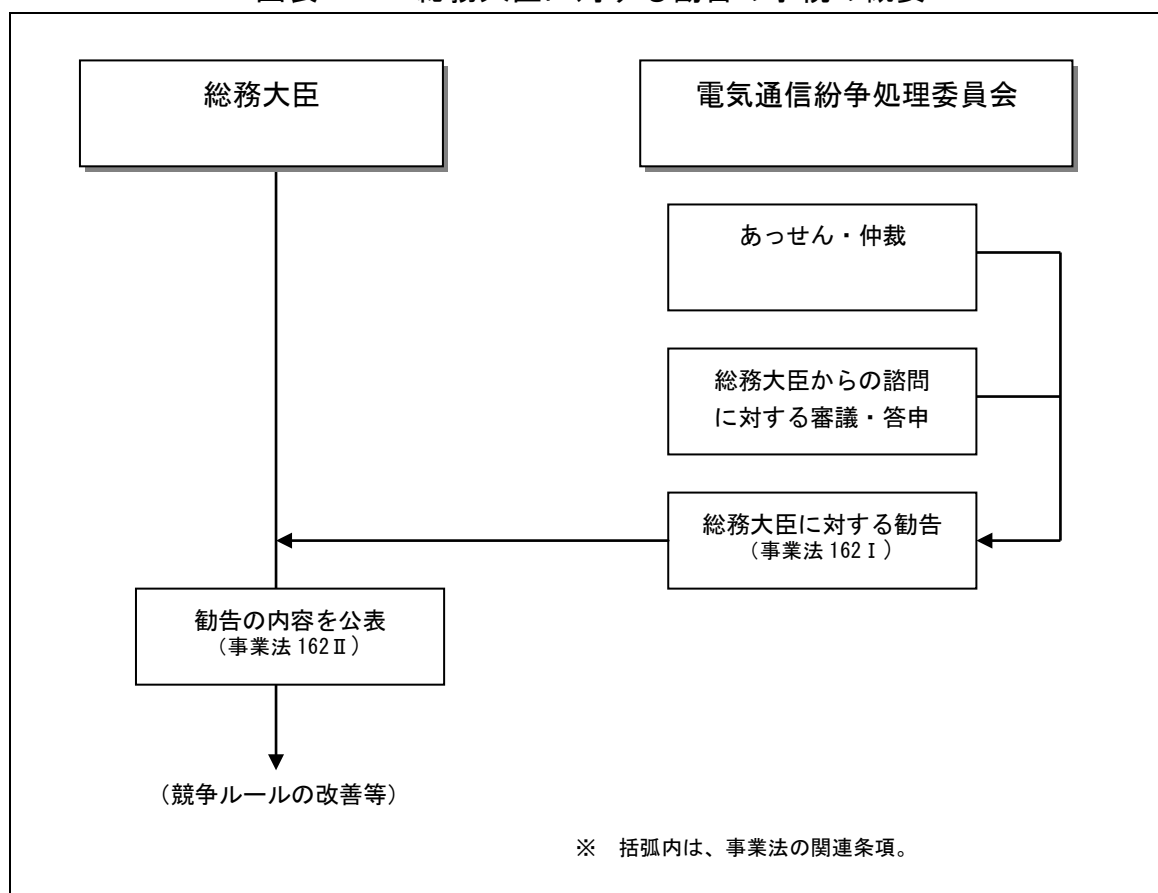 総務大臣
電気通信紛争処理委員会
あっせん・仲裁
総務大臣からの諮問
に対する審議・答申
総務大臣に対する勧告
（事業法 162Ⅰ）
勧告の内容を公表
（事業法 162Ⅱ）
（競争ルールの改善等）
※　括弧内は、事業法の関連条項。